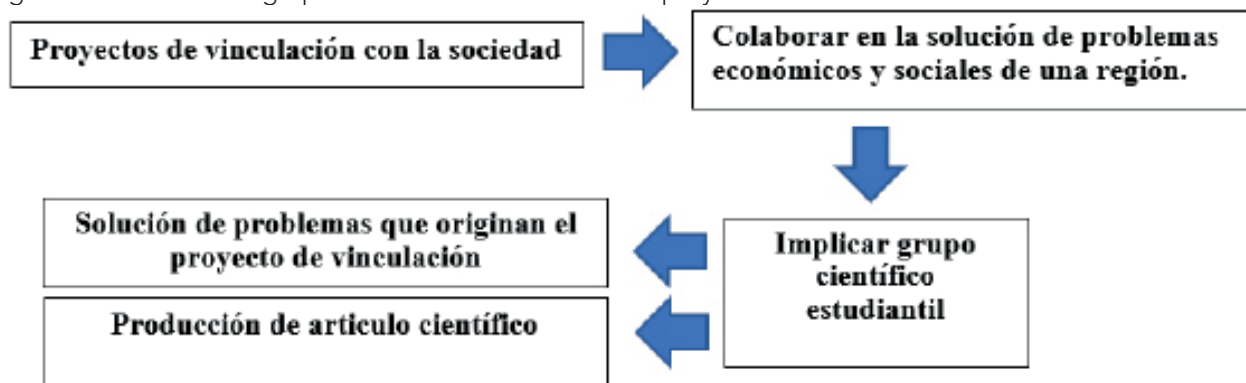 Proyectos de vinculación con la sociedad
Colaborar en la solución de problemas
económicos y sociales de una región.
Solución de problemas que originan el
proyecto de vinculación
Implicar grupo
científico
estudiantil
Producción de articulo científico